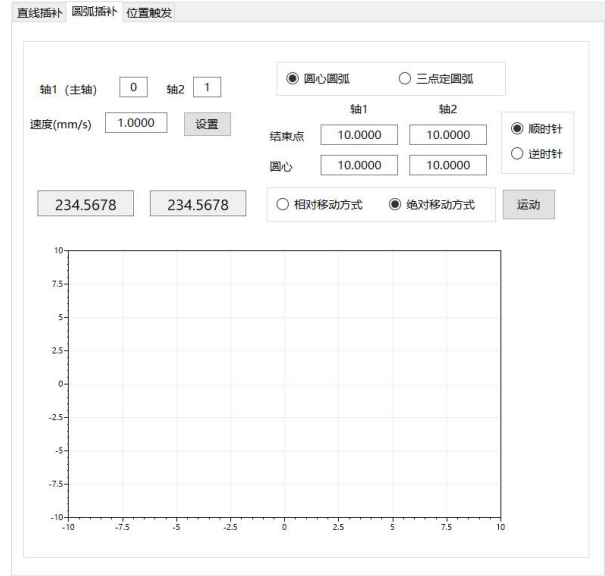 直线插补 圆弧插补 位置触发
圆心圆弧 三点定圆弧
轴1（主轴） 0 轴2 1
轴1 轴2
速度(mm/s) 1.0000 设置
结束点 10.0000 10.0000
顺时针
逆时针
圆心 10.0000 10.0000
234.5678 234.5678
相对移动方式 绝对移动方式 运动
10
7.5
5
2.5
0
-2.5
-5
-7.5
-10
-10 -7.5 -5 -2.5 0 2.5 5 7.5 10